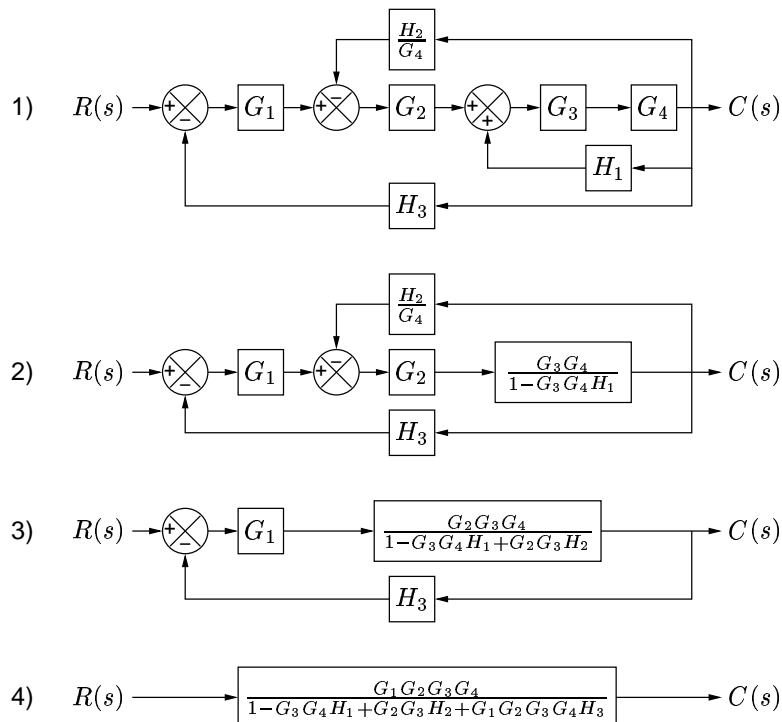 H₂/G₄
1) R(s) + − G₁ + − G₂ + + G₃ G₄ C(s)
H₁
H₃
H₂/G₄
2) R(s) + − G₁ + − G₂ G₃G₄/1−G₃G₄H₁ C(s)
H₃
3) R(s) + − G₁ G₂G₃G₄/1−G₃G₄H₁+G₂G₃H₂ C(s)
H₃
4) R(s) G₁G₂G₃G₄/1−G₃G₄H₁+G₂G₃H₂+G₁G₂G₃G₄H₃ C(s)